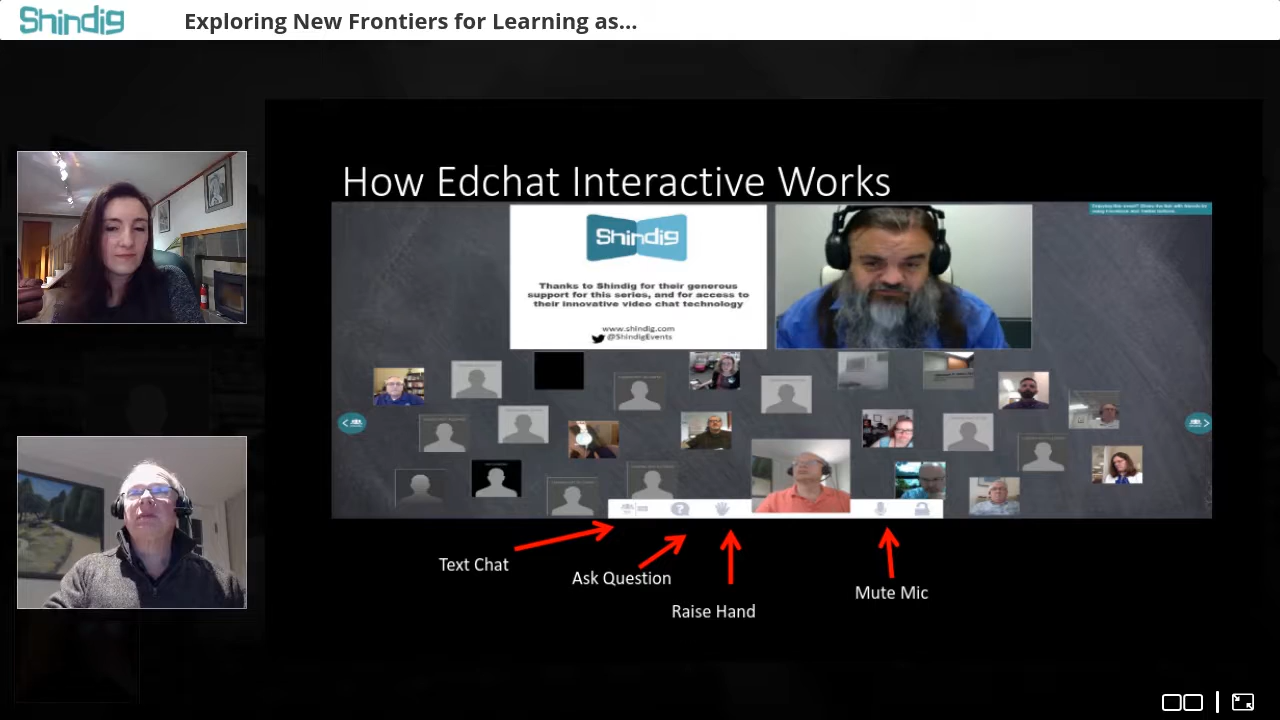 Shindig
Exploring New Frontiers for Learning as...
How Edchat Interactive Works
Shindig
Thanks to Shindig for their generous
support for this series, and for access to
their innovative video chat technology
www.shindig.com
@ShindigEvents
Text Chat
Ask Question
Raise Hand
Mute Mic